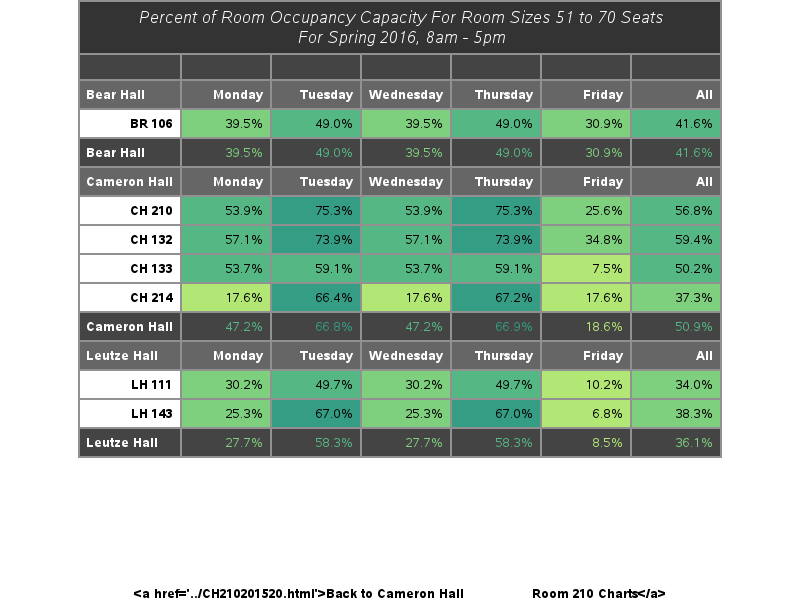 Percent of Room Occupancy Capacity For Room Sizes 51 to 70 Seats
For Spring 2016, 8am - 5pm
Bear Hall Monday Tuesday Wednesday Thursday Friday All
BR 106 39.5% 49.0% 39.5% 49.0% 30.9% 41.6%
Bear Hall 39.5% 49.0% 39.5% 49.0% 30.9% 41.6%
Cameron Hall Monday Tuesday Wednesday Thursday Friday All
CH 210 53.9% 75.3% 53.9% 75.3% 25.6% 56.8%
CH 132 57.1% 73.9% 57.1% 73.9% 34.8% 59.4%
CH 133 53.7% 59.1% 53.7% 59.1% 7.5% 50.2%
CH 214 17.6% 66.4% 17.6% 67.2% 17.6% 37.3%
Cameron Hall 47.2% 66.8% 47.2% 66.9% 18.6% 50.9%
Leutze Hall Monday Tuesday Wednesday Thursday Friday All
LH 111 30.2% 49.7% 30.2% 49.7% 10.2% 34.0%
LH 143 25.3% 67.0% 25.3% 67.0% 6.8% 38.3%
Leutze Hall 27.7% 58.3% 27.7% 58.3% 8.5% 36.1%
<a href='../CH210201520.html'>Back to Cameron Hall Room 210 Charts</a>